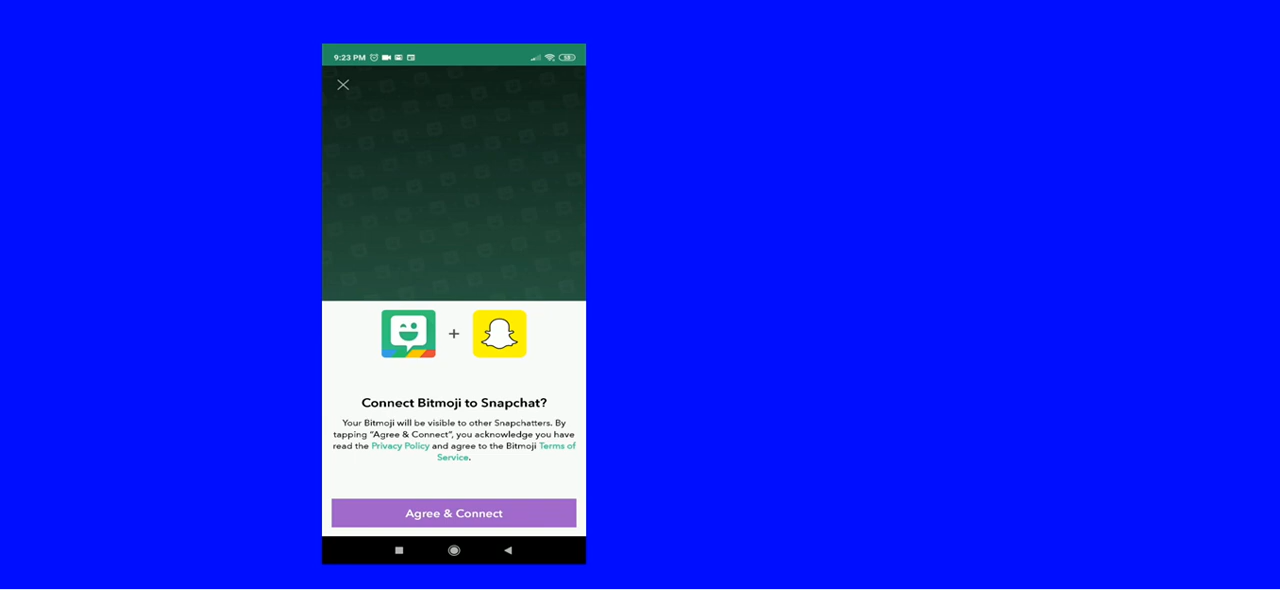 9:23 PM
Connect Bitmoji to Snapchat?
Your Bitmoji will be visible to other Snapchatters. By
tapping "Agree & Connect", you acknowledge you have
read the Privacy Policy and agree to the Bitmoji Terms of
Service.
Agree & Connect